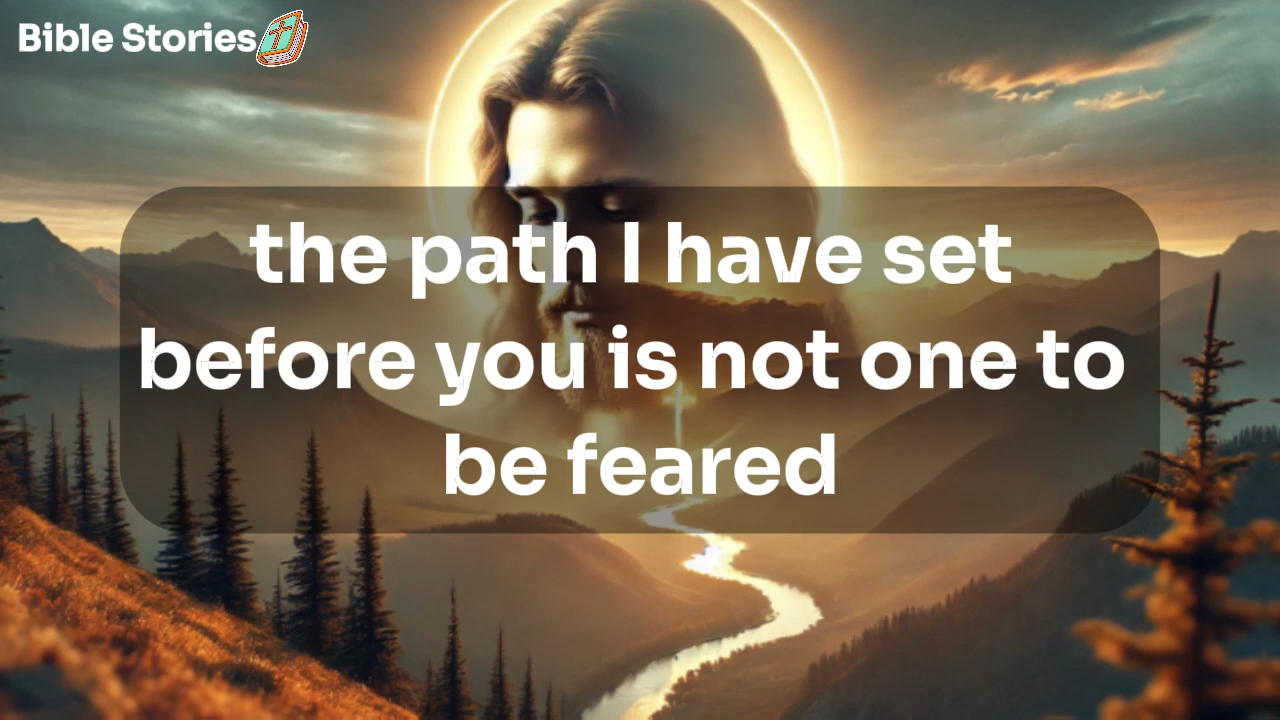 Bible Stories
the path I have set
before you is not one to
be feared